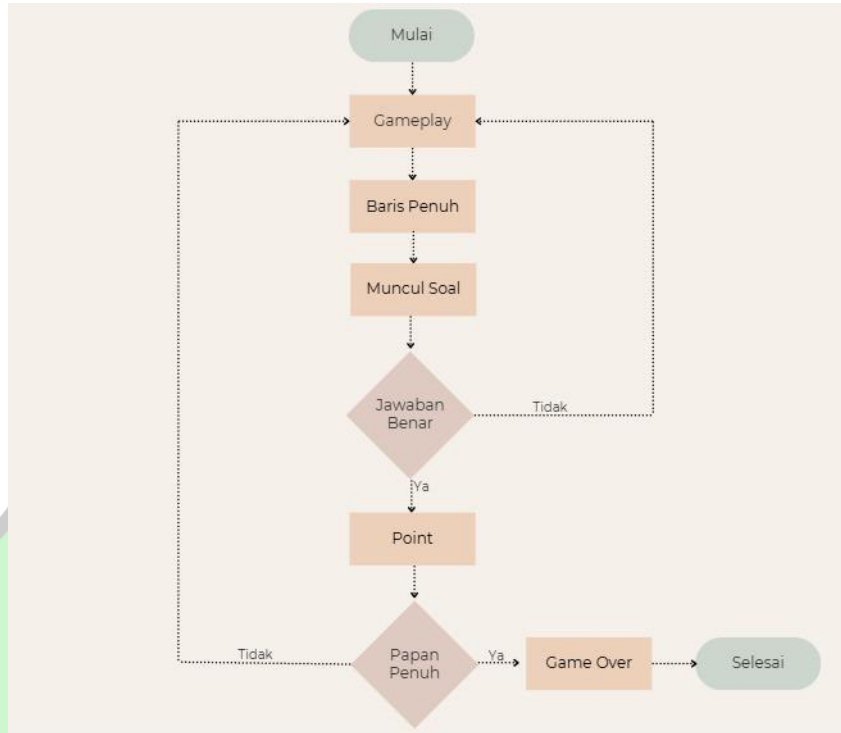 Mulai
Gameplay
Baris Penuh
Muncul Soal
Jawaban
Benar
Tidak
Ya
Point
Papan
Penuh
Tidak
Ya
Game Over
Selesai